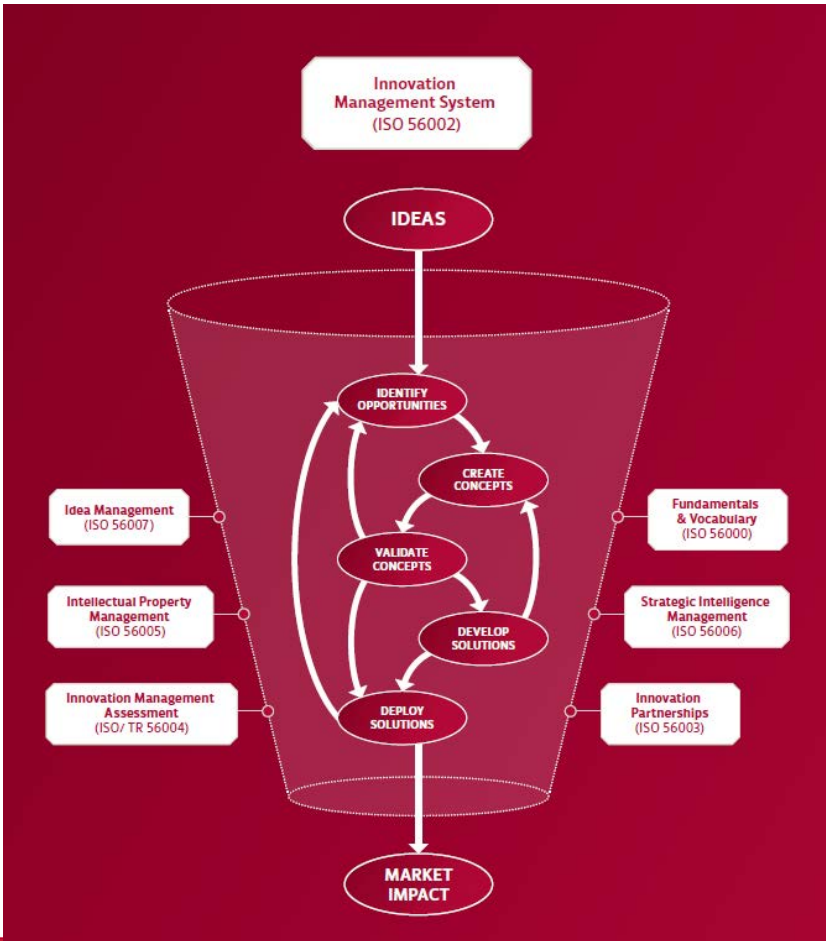 Innovation
Management System
(ISO 56002)
IDEAS
IDENTIFY
OPPORTUNITIES
CREATE
CONCEPTS
Idea Management
(ISO 56007)
Fundamentals
& Vocabulary
(ISO 56000)
VALIDATE
CONCEPTS
Intellectual Property
Management
(ISO 56005)
Strategic Intelligence
Management
(ISO 56006)
DEVELOP
SOLUTIONS
Innovation Management
Assessment
(ISO/ TR 56004)
DEPLOY
SOLUTIONS
Innovation
Partnerships
(ISO 56003)
MARKET
IMPACT